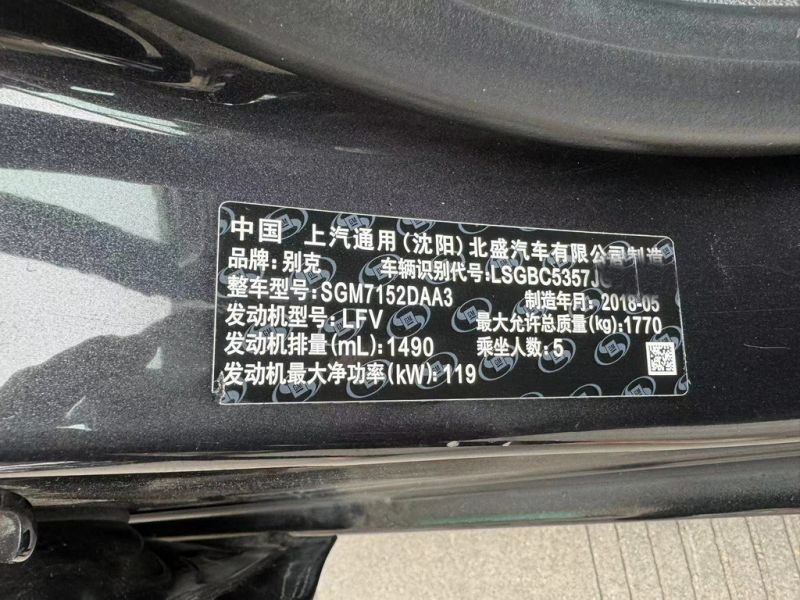 中国 上汽通用(沈阳)北盛汽车有限公司制造
品牌:别克 车辆识别代号:LSGBC5357J
整车型号:SGM7152DAA3 制造年月:2018-05
发动机型号:LFV 最大允许总质量(kg):1770
发动机排量(mL):1490 乘坐人数:5
发动机最大净功率(kW):119